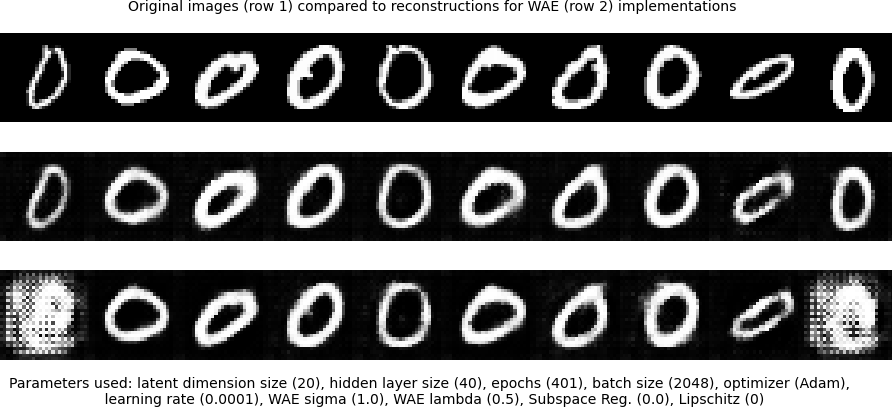 Original images (row 1) compared to reconstructions for WAE (row 2) implementations
Parameters used: latent dimension size (20), hidden layer size (40), epochs (401), batch size (2048), optimizer (Adam),
learning rate (0.0001), WAE sigma (1.0), WAE lambda (0.5), Subspace Reg. (0.0), Lipschitz (0)